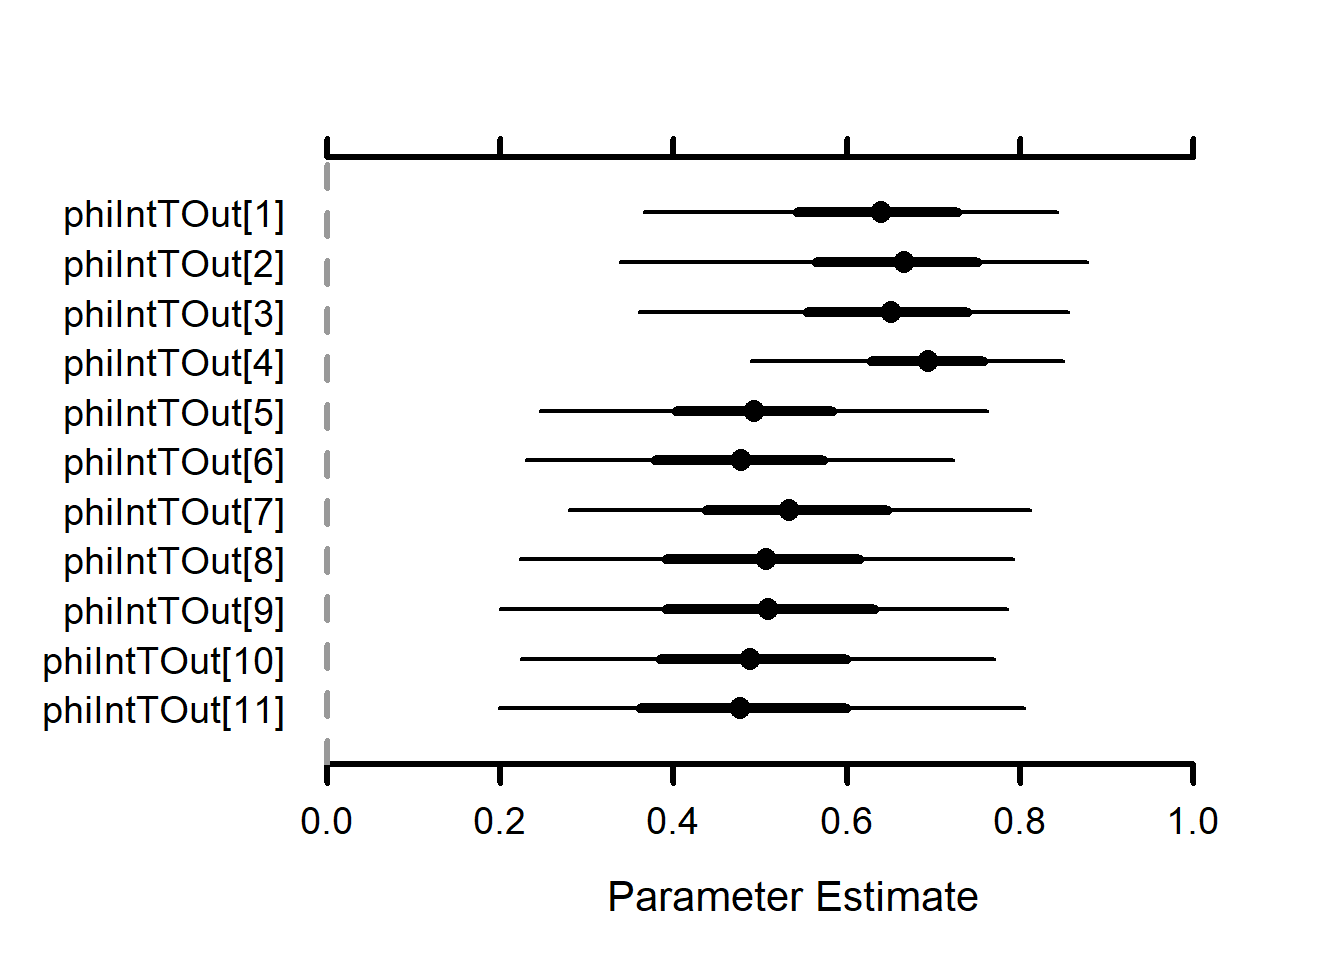 phiIntTOut[1]
phiIntTOut[2]
phiIntTOut[3]
phiIntTOut[4]
phiIntTOut[5]
phiIntTOut[6]
phiIntTOut[7]
phiIntTOut[8]
phiIntTOut[9]
phiIntTOut[10]
phiIntTOut[11]
0.0 0.2 0.4 0.6 0.8 1.0
Parameter Estimate